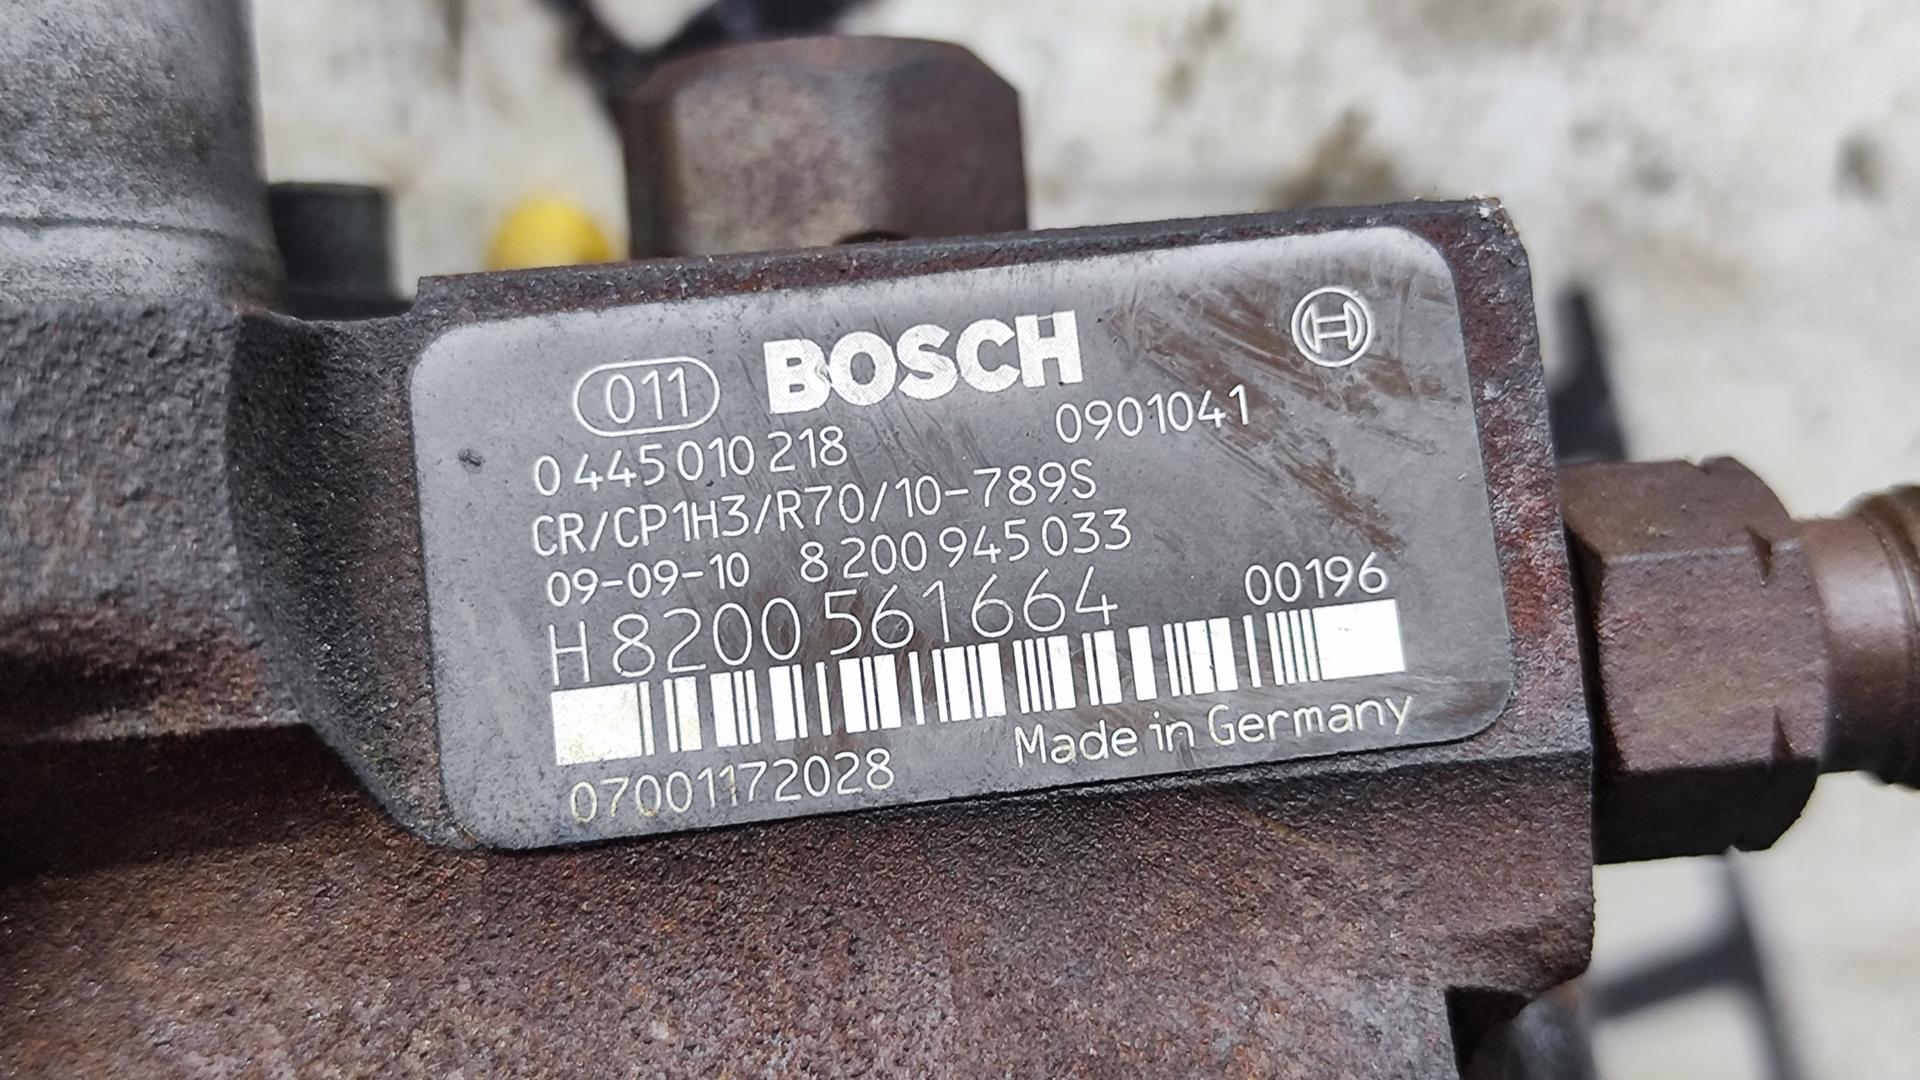 011 BOSCH
0 445 010 218 0901041
CR/CP1H3/R70/10-789S
09-09-10 8 200 945 033
H 8200 561664 00196
07001172028 Made in Germany